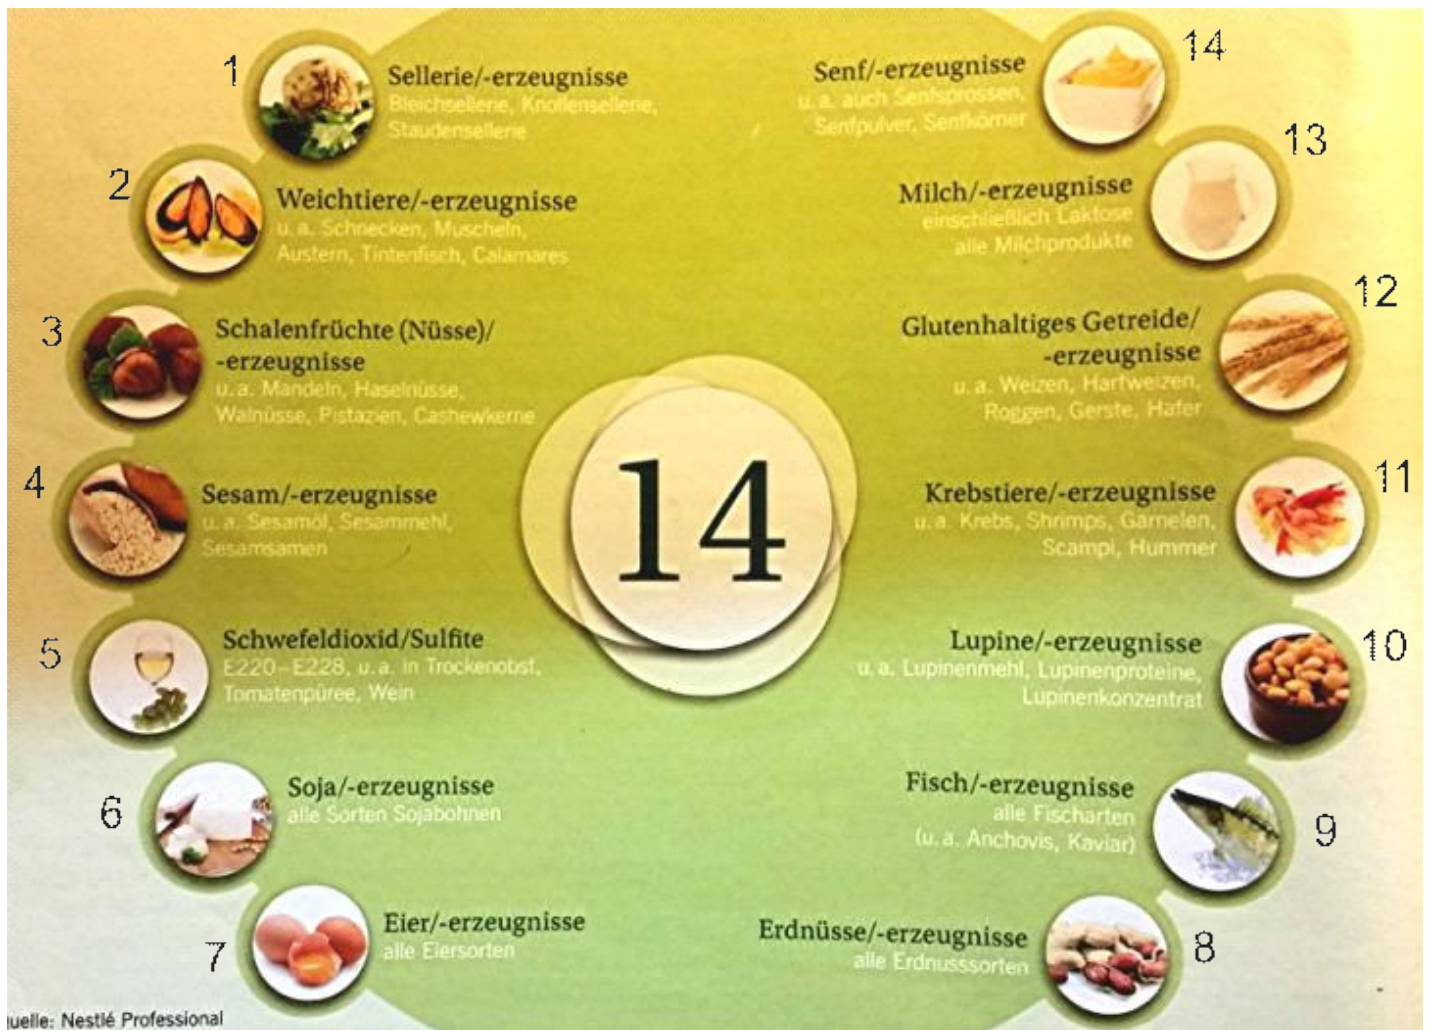 1
Sellerie/-erzeugnisse
Bleichsellerie, Knollensellerie,
Staudensellerie
2
Weichtiere/-erzeugnisse
u. a. Schnecken, Muscheln,
Austern, Tintenfisch, Calamares
3
Schalenfrüchte (Nüsse)/
-erzeugnisse
u. a. Mandeln, Haselnüsse,
Walnüsse, Pistazien, Cashewkerne
4
Sesam/-erzeugnisse
u. a. Sesamöl, Sesammehl,
Sesamsamen
5
Schwefeldioxid/Sulfite
E220–E228, u. a. in Trockenobst,
Tomatenpüree, Wein
6
Soja/-erzeugnisse
alle Sorten Sojabohnen
7
Eier/-erzeugnisse
alle Eiersorten
14
14
Senf/-erzeugnisse
u. a. auch Senfsprossen,
Senfpulver, Senfkörner
13
Milch/-erzeugnisse
einschließlich Laktose
alle Milchprodukte
12
Glutenhaltiges Getreide/
-erzeugnisse
u. a. Weizen, Hartweizen,
Roggen, Gerste, Hafer
11
Krebstiere/-erzeugnisse
u. a. Krebs, Shrimps, Garnelen,
Scampi, Hummer
10
Lupine/-erzeugnisse
u. a. Lupinenmehl, Lupinenproteine,
Lupinenkonzentrat
9
Fisch/-erzeugnisse
alle Fischarten
(u. a. Anchovis, Kaviar)
8
Erdnüsse/-erzeugnisse
alle Erdnusssorten
uelle: Nestlé Professional